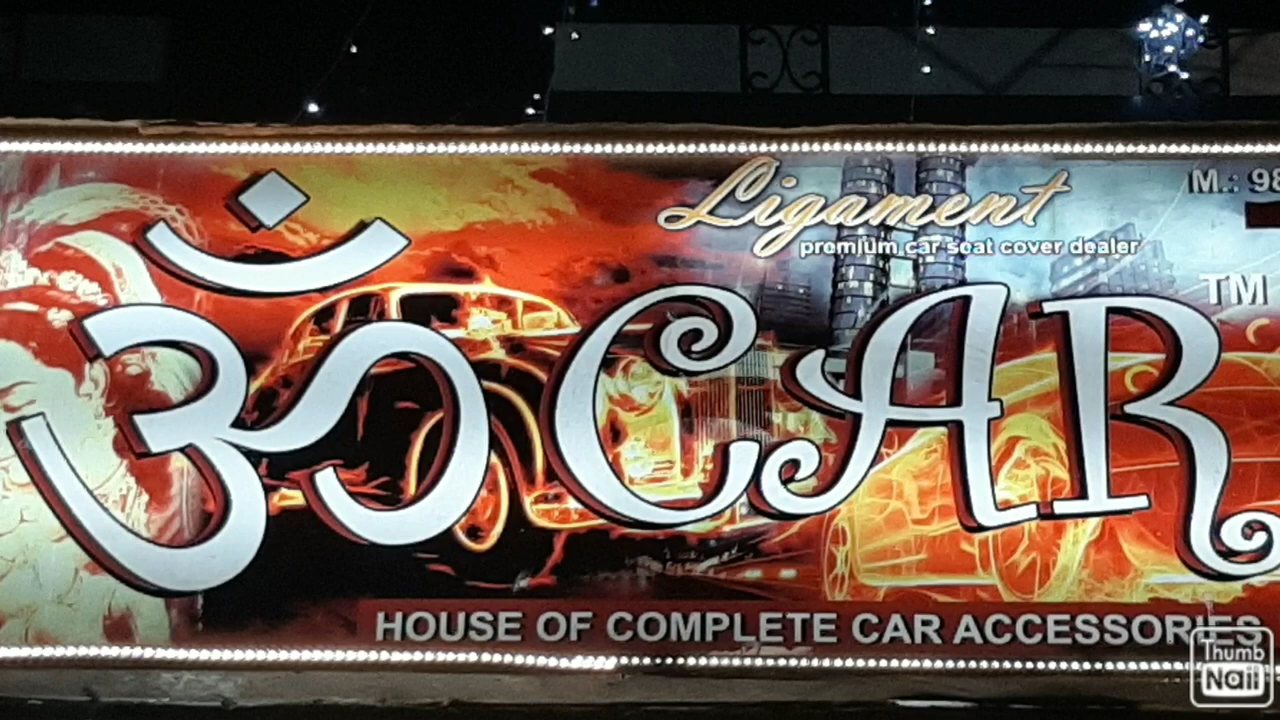 Ligament
premium car seat cover dealer
M.: 98
TM
ॐ CAR
HOUSE OF COMPLETE CAR ACCESSORIES
Thumb
Nail